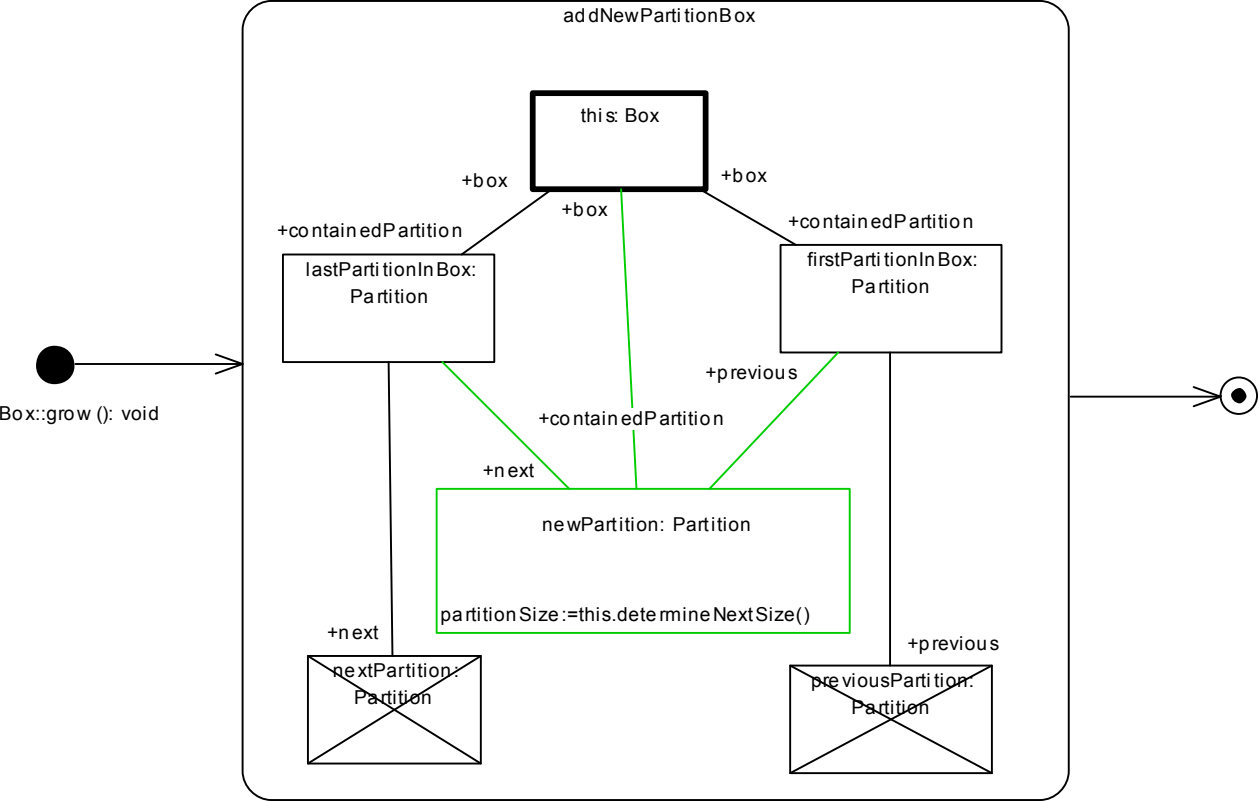 addNewPartitionBox
this: Box
+box
+box
+box
+containedPartition
+containedPartition
lastPartitionInBox:
Partition
firstPartitionInBox:
Partition
Box::grow (): void
+previous
+containedPartition
+next
newPartition: Partition
partitionSize:=this.determineNextSize()
+next
+previous
nextPartition:
Partition
previousPartition:
Partition